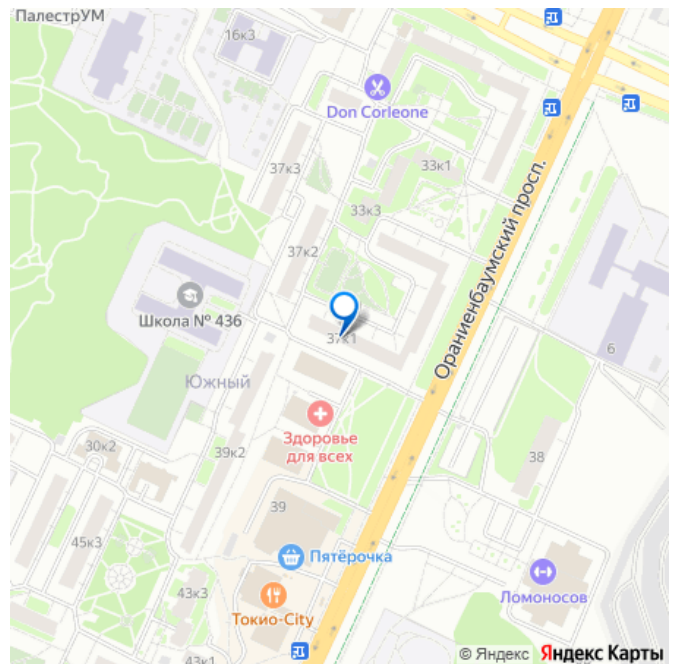 ПалестрУМ
16к3
Don Corleone
37к3
33к1
33к3
37к2
Ораниенбаумский просп.
Школа № 436
37к1
6
Южный
Здоровье
для всех
30к2
39к2
38
39
45к3
Пятёрочка
Ломоносов
43к3
Токио-City
43к1
© Яндекс Яндекс Карты